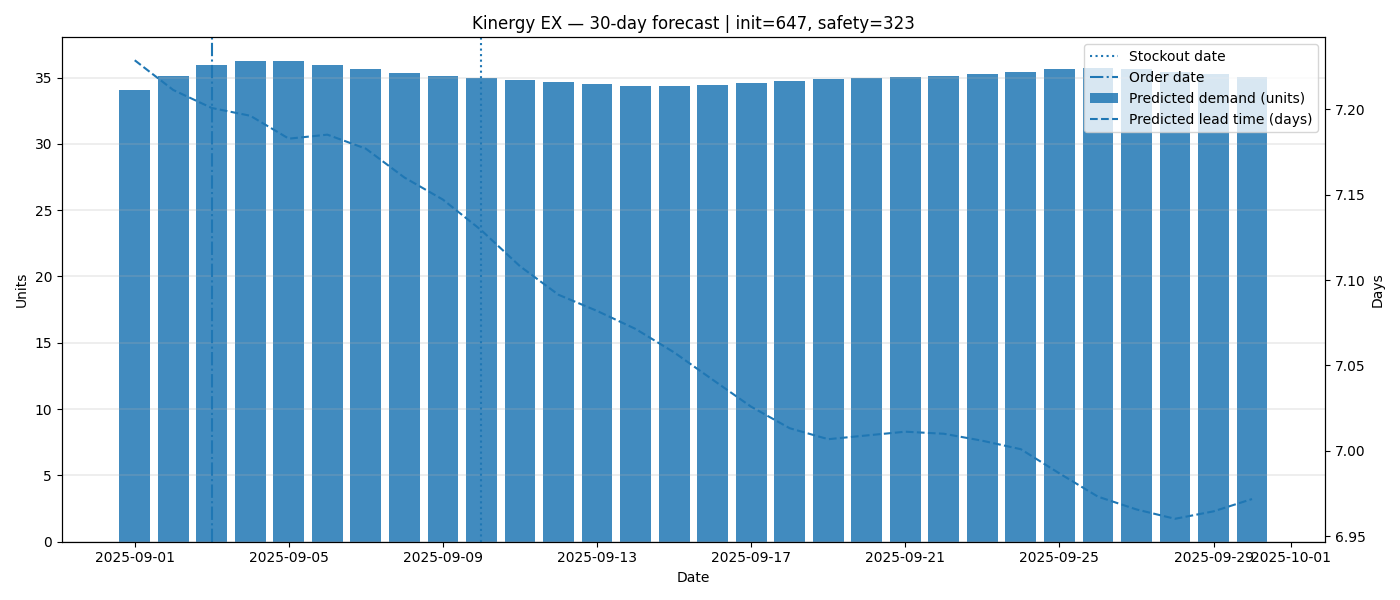 Kinergy EX — 30-day forecast | init=647, safety=323
Stockout date
Order date
Predicted demand (units)
Predicted lead time (days)
Units
35
30
25
20
15
10
5
0
7.20
7.15
7.10
7.05
7.00
6.95
Days
2025-09-01 2025-09-05 2025-09-09 2025-09-13 2025-09-17 2025-09-21 2025-09-25 2025-09-29 2025-10-01
Date